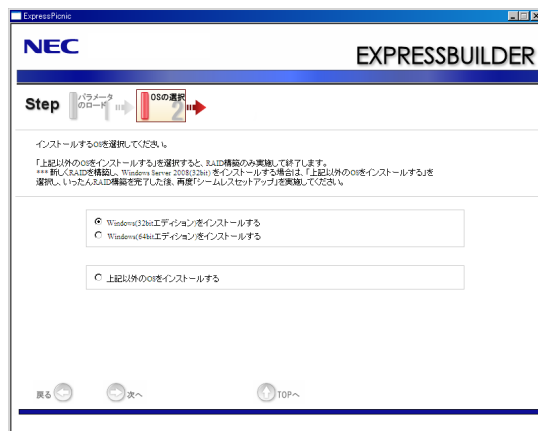 ExpressPicnic
NEC
EXPRESSBUILDER
Step
パラメータ
のロード
1
OSの選択
2
インストールするOSを選択してください。
「上記以外のOSをインストールする」を選択すると、RAID構築のみ実施して終了します。
*** 新しくRAIDを構築し、Windows Server 2008(32bit) をインストールする場合は、「上記以外のOSをインストールする」を
選択し、いったんRAID構築を完了した後、再度「シームレスセットアップ」を実施してください。
Windows(32bitエディション)をインストールする
Windows(64bitエディション)をインストールする
上記以外のOSをインストールする
戻る 次へ TOPへ